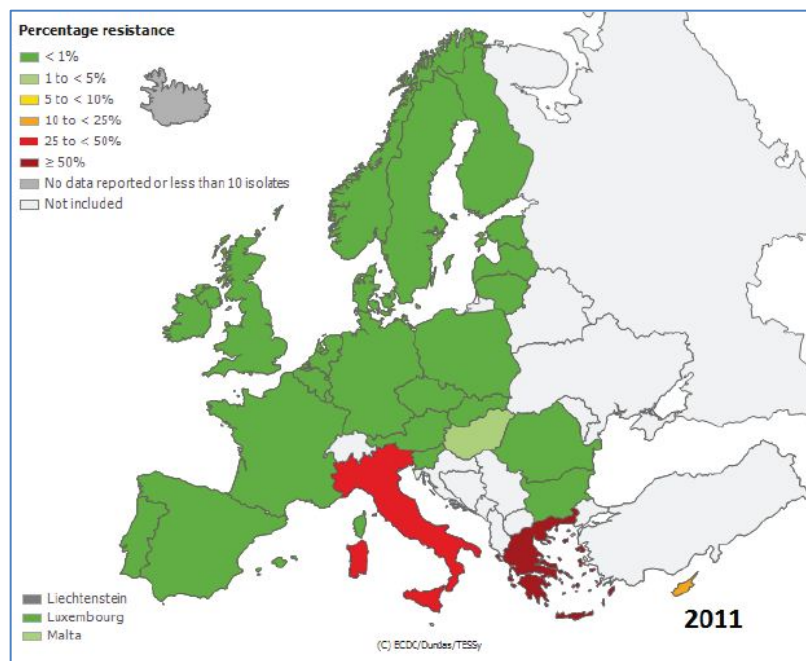 Percentage resistance
< 1%
1 to < 5%
5 to < 10%
10 to < 25%
25 to < 50%
≥ 50%
No data reported or less than 10 isolates
Not included
Liechtenstein
Luxembourg
Malta
(C) ECDC/Dundas/TESSy
2011